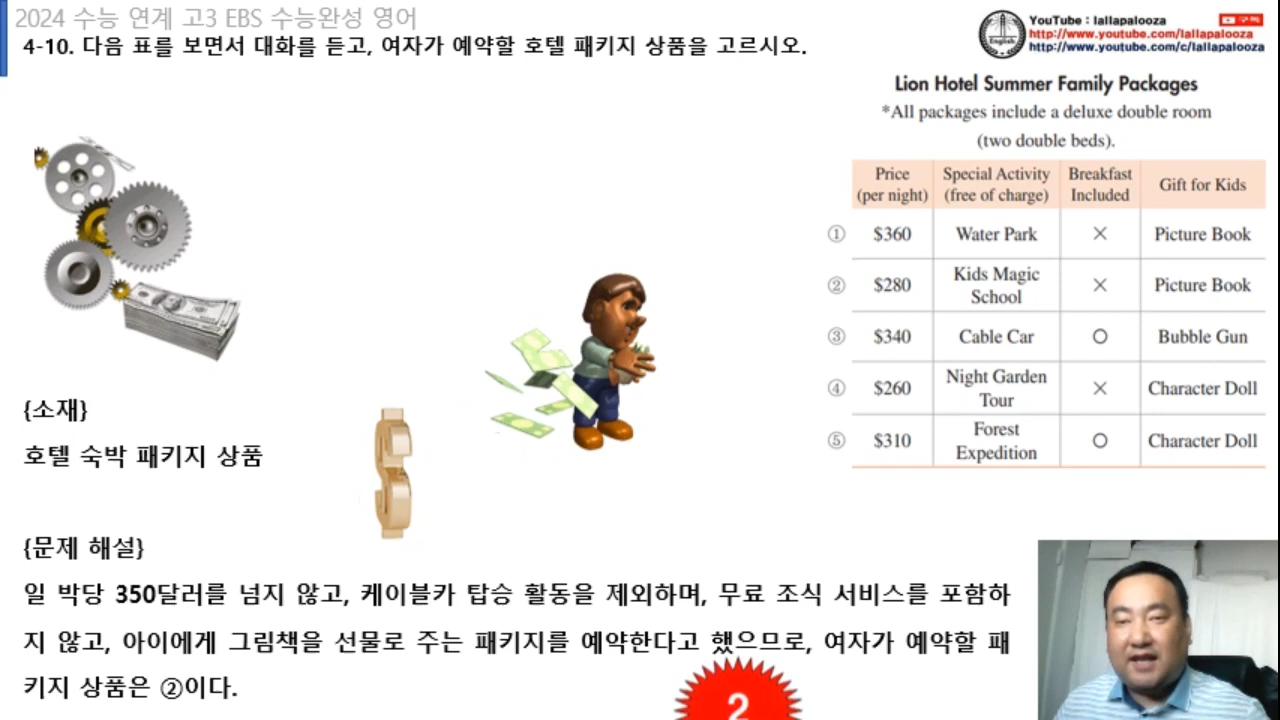 2024 수능 연계 고3 EBS 수능완성 영어
4-10. 다음 표를 보면서 대화를 듣고, 여자가 예약할 호텔 패키지 상품을 고르시오.
YouTube : lallapalooza
구독
http://www.youtube.com/lallapalooza
http://www.youtube.com/c/lallapalooza
English
Lion Hotel Summer Family Packages
*All packages include a deluxe double room
(two double beds).
Price (per night) Special Activity (free of charge) Breakfast Included Gift for Kids
① $360 Water Park × Picture Book
② $280 Kids Magic School × Picture Book
③ $340 Cable Car ○ Bubble Gun
④ $260 Night Garden Tour × Character Doll
⑤ $310 Forest Expedition ○ Character Doll
{소재}
호텔 숙박 패키지 상품
{문제 해설}
일 박당 350달러를 넘지 않고, 케이블카 탑승 활동을 제외하며, 무료 조식 서비스를 포함하
지 않고, 아이에게 그림책을 선물로 주는 패키지를 예약한다고 했으므로, 여자가 예약할 패
키지 상품은 ②이다.
2